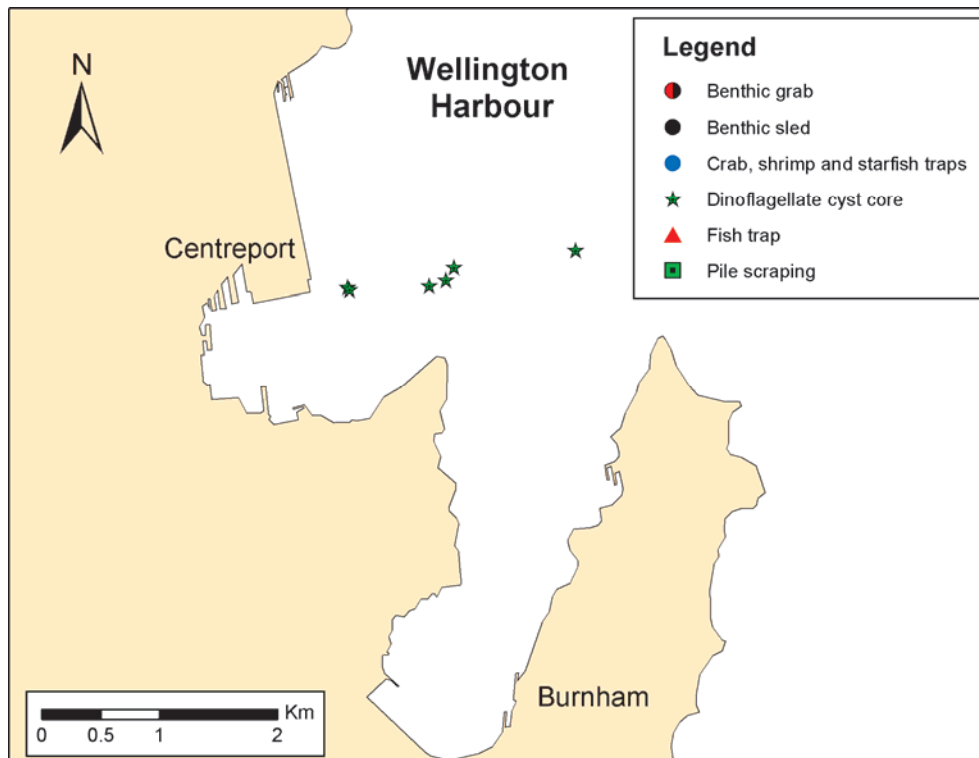 N
Wellington
Harbour
Legend
Benthic grab
Benthic sled
Crab, shrimp and starfish traps
Dinoflagellate cyst core
Fish trap
Pile scraping
Centreport
Burnham
Km
0 0.5 1 2